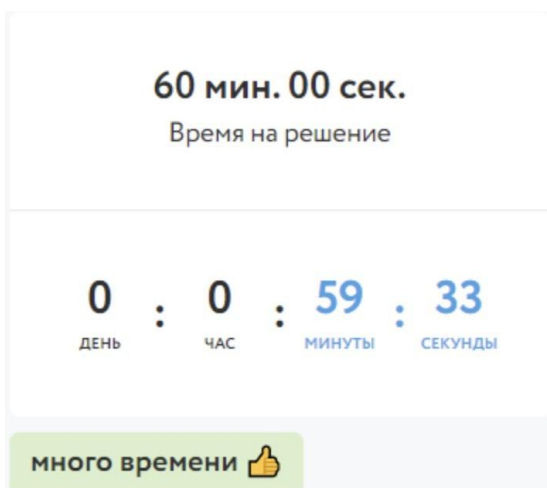 60 мин. 00 сек.
Время на решение
0 : 0 : 59 : 33
ДЕНЬ ЧАС МИНУТЫ СЕКУНДЫ
много времени 👍